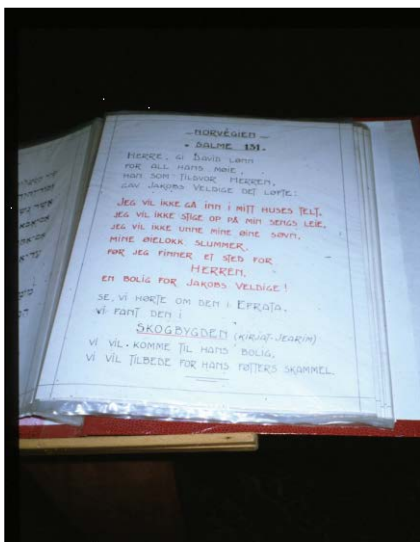 NORVÉGIEN
SALME 131.
HERRE, GI DAVID LØNN
FOR ALL HANS MØIE,
HAN SOM TILSVOR HERREN,
GAV JAKOBS VELDIGE DET LØFTE:
JEG VIL IKKE GÅ INN I MITT HUSES TELT,
JEG VIL IKKE STIGE OP PÅ MIN SENGS LEIE,
JEG VIL IKKE UNNE MINE ØINE SØVN,
MINE ØIELOKK SLUMMER,
FØR JEG FINNER ET STED FOR
HERREN,
EN BOLIG FOR JAKOBS VELDIGE!
SE, VI HØRTE OM DEN I EFRATA,
VI FANT DEN I
SKOGBYGDEN (KIRJAT-JEARIM)
VI VIL KOMME TIL HANS BOLIG,
VI VIL TILBEDE FOR HANS FØTTERS SKAMMEL.